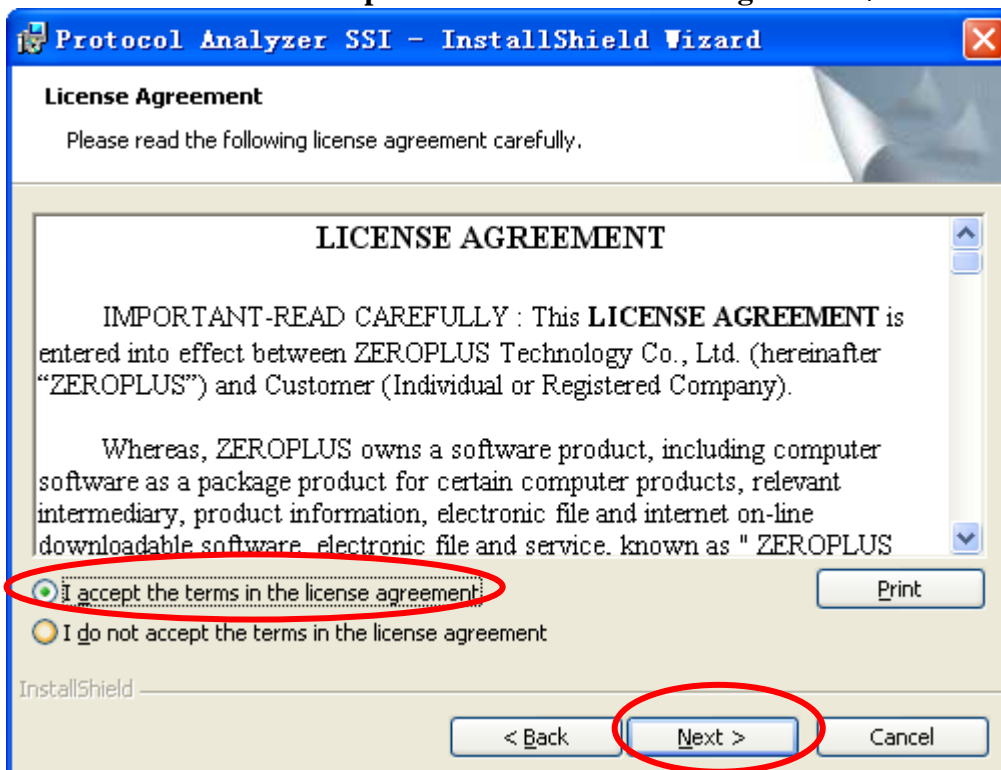 Protocol Analyzer SSI - InstallShield Wizard
License Agreement
Please read the following license agreement carefully.
LICENSE AGREEMENT
IMPORTANT-READ CAREFULLY : This LICENSE AGREEMENT is
entered into effect between ZEROPLUS Technology Co., Ltd. (hereinafter
“ZEROPLUS”) and Customer (Individual or Registered Company).
Whereas, ZEROPLUS owns a software product, including computer
software as a package product for certain computer products, relevant
intermediary, product information, electronic file and internet on-line
downloadable software, electronic file and service, known as " ZEROPLUS
I accept the terms in the license agreement
Print
I do not accept the terms in the license agreement
InstallShield
< Back
Next >
Cancel